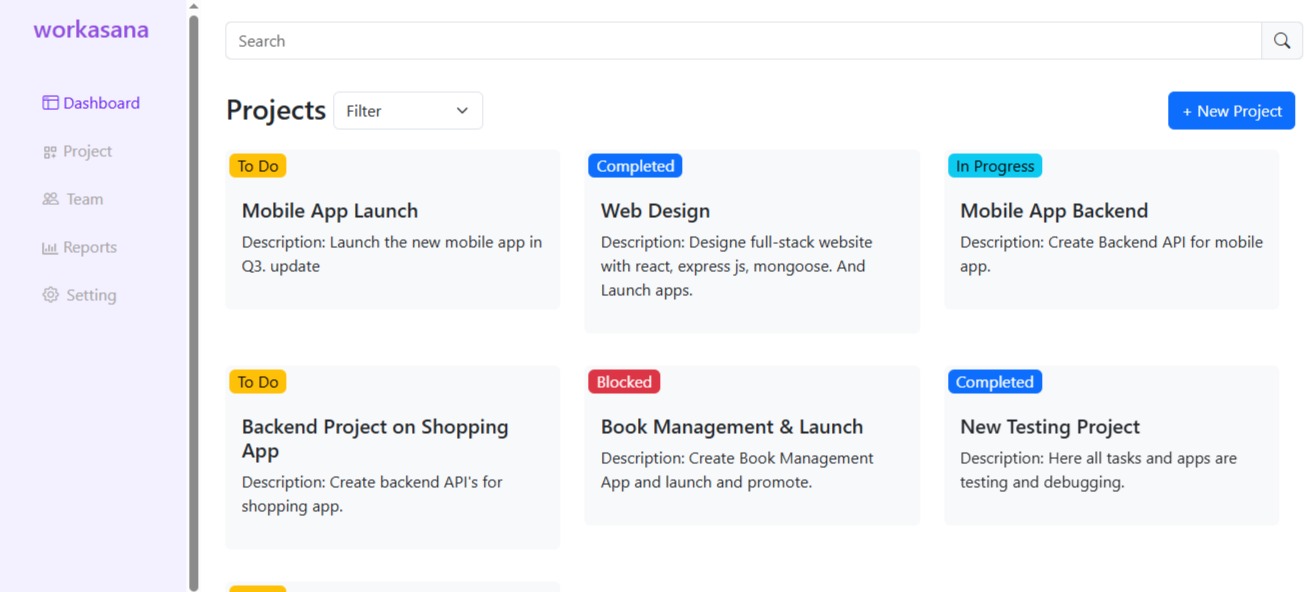 workasana
Dashboard
Project
Team
Reports
Setting
Search
Projects
Filter
+ New Project
To Do
Mobile App Launch
Description: Launch the new mobile app in
Q3. update
Completed
Web Design
Description: Designe full-stack website
with react, express js, mongoose. And
Launch apps.
In Progress
Mobile App Backend
Description: Create Backend API for mobile
app.
To Do
Backend Project on Shopping
App
Description: Create backend API's for
shopping app.
Blocked
Book Management & Launch
Description: Create Book Management
App and launch and promote.
Completed
New Testing Project
Description: Here all tasks and apps are
testing and debugging.